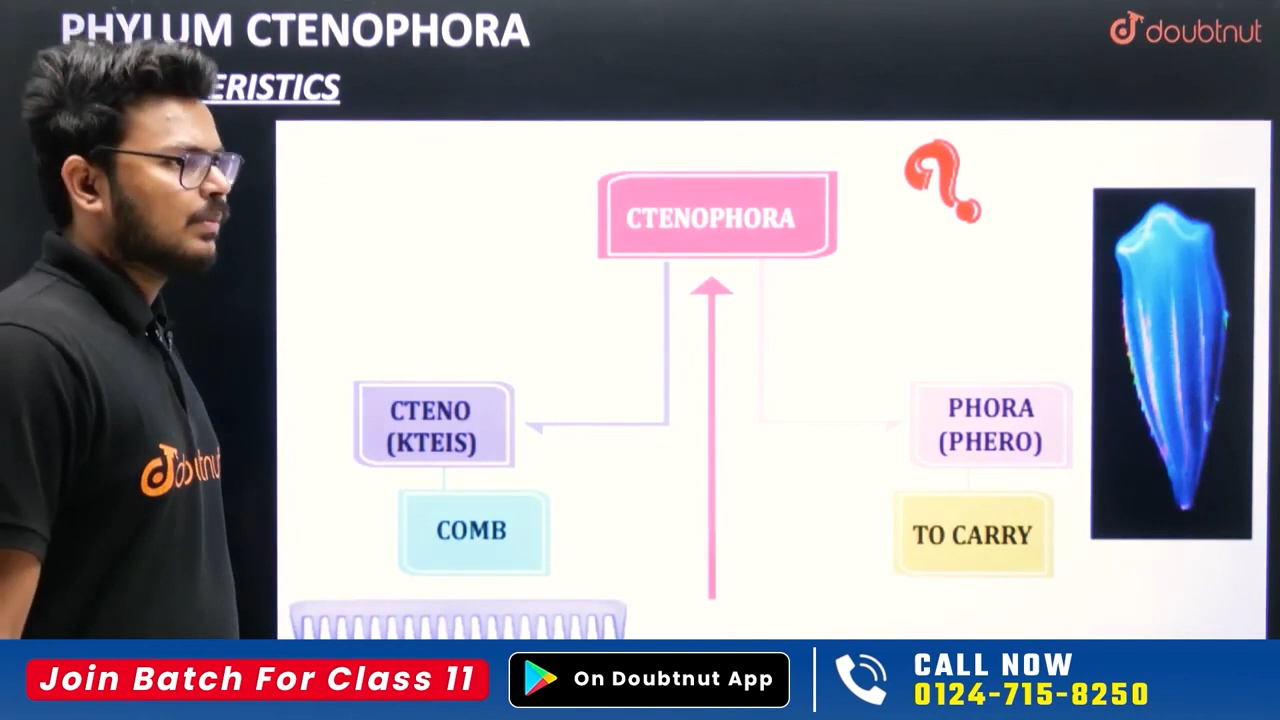 PHYLUM CTENOPHORA
doubtnut
ERISTICS
CTENOPHORA
CTENO
(KTEIS)
PHORA
(PHERO)
COMB
TO CARRY
doubtnut
Join Batch For Class 11
On Doubtnut App
CALL NOW
0124-715-8250